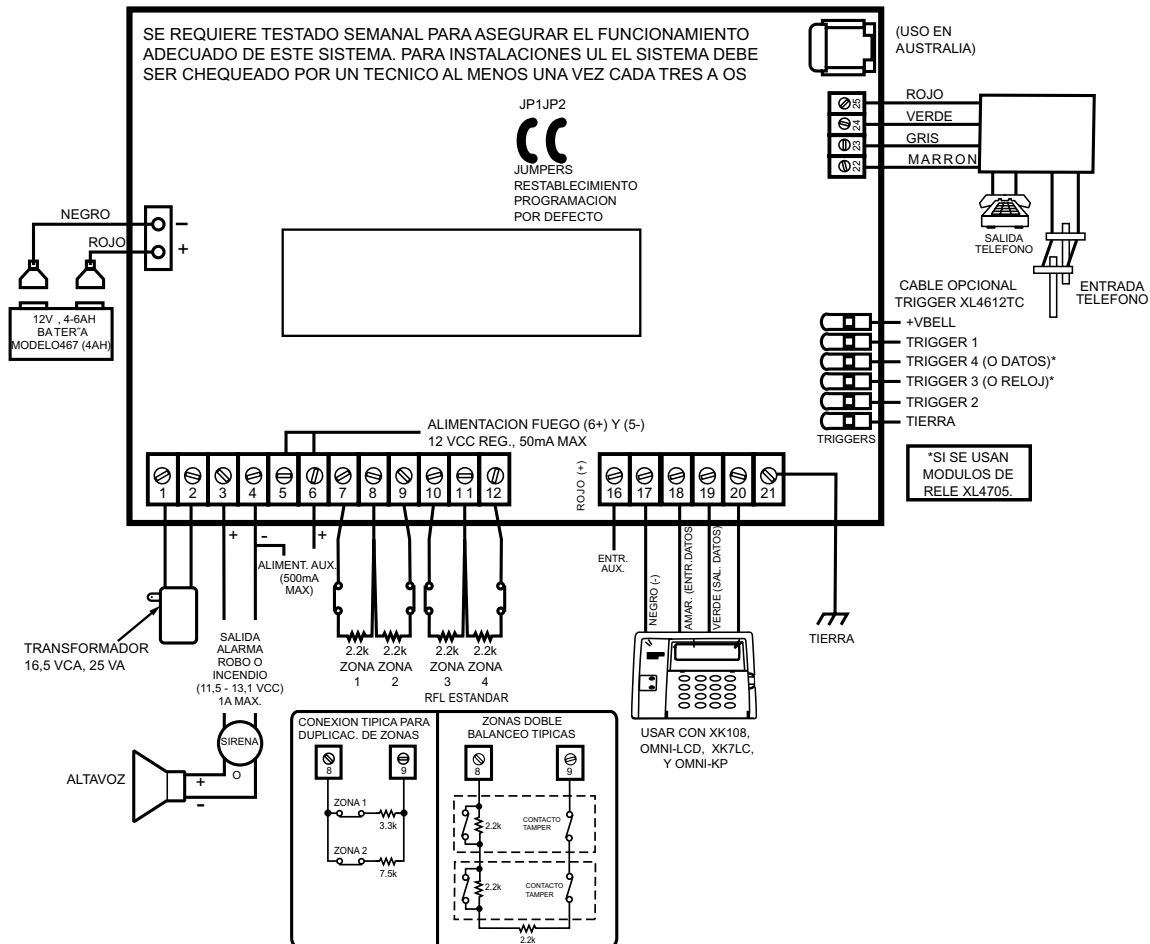 SE REQUIERE TESTADO SEMANAL PARA ASEGURAR EL FUNCIONAMIENTO
ADECUADO DE ESTE SISTEMA. PARA INSTALACIONES UL EL SISTEMA DEBE
SER CHEQUEADO POR UN TECNICO AL MENOS UNA VEZ CADA TRES A OS
(USO EN
AUSTRALIA)
JP1JP2
JUMPERS
RESTABLECIMIENTO
PROGRAMACION
POR DEFECTO
25
24
23
22
ROJO
VERDE
GRIS
MARRON
SALIDA
TELEFONO
ENTRADA
TELEFONO
NEGRO
ROJO
−
+
12V , 4-6AH
BATER˜A
MODELO467 (4AH)
CABLE OPCIONAL
TRIGGER XL4612TC
+VBELL
TRIGGER 1
TRIGGER 4 (O DATOS)*
TRIGGER 3 (O RELOJ)*
TRIGGER 2
TIERRA
TRIGGERS
*SI SE USAN
MODULOS DE
RELE XL4705.
ALIMENTACION FUEGO (6+) Y (5-)
12 VCC REG., 50mA MAX
1 2 3 4 5 6 7 8 9 10 11 12
ROJO (+)
16 17 18 19 20 21
+ - +
ALIMENT. AUX.
(500mA
MAX)
ENTR.
AUX.
NEGRO (-)
AMAR. (ENTR.DATOS)
VERDE (SAL. DATOS)
TIERRA
TRANSFORMADOR
16,5 VCA, 25 VA
SALIDA
ALARMA
ROBO O
INCENDIO
(11,5 - 13,1 VCC)
1A MAX.
SIRENA
O
ALTAVOZ
+
-
2.2k 2.2k 2.2k 2.2k
ZONA ZONA ZONA ZONA
1 2 3 4
RFL ESTANDAR
USAR CON XK108,
OMNI-LCD, XK7LC,
Y OMNI-KP
CONEXION TIPICA PARA
DUPLICAC. DE ZONAS
8 9
ZONA 1
3.3k
ZONA 2
7.5k
ZONAS DOBLE
BALANCEO TIPICAS
8 9
2.2k
CONTACTO
TAMPER
2.2k
CONTACTO
TAMPER
2.2k